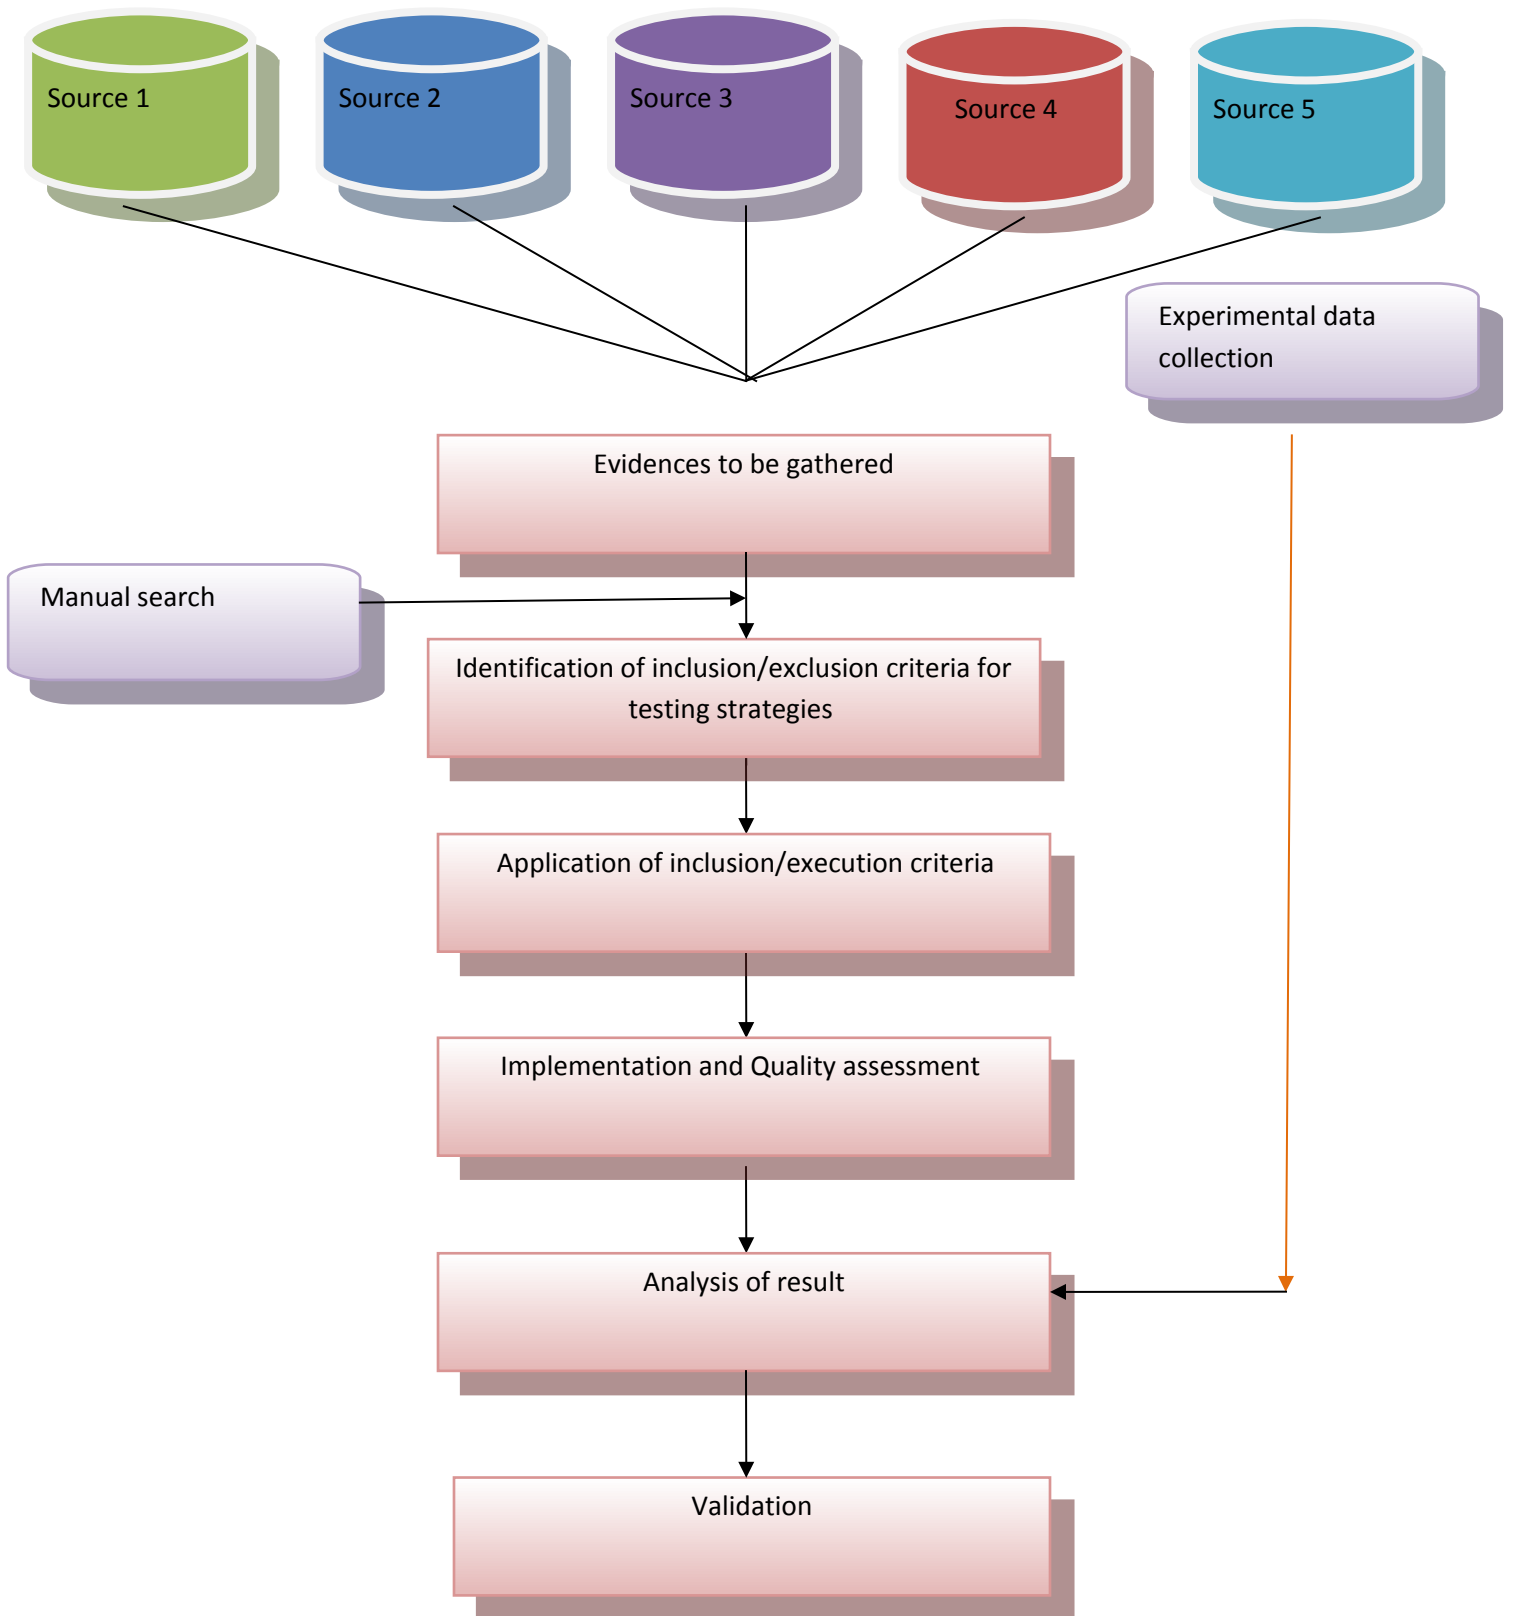 Source 1
Source 2
Source 3
Source 4
Source 5
Experimental data
collection
Evidences to be gathered
Manual search
Identification of inclusion/exclusion criteria for
testing strategies
Application of inclusion/execution criteria
Implementation and Quality assessment
Analysis of result
Validation